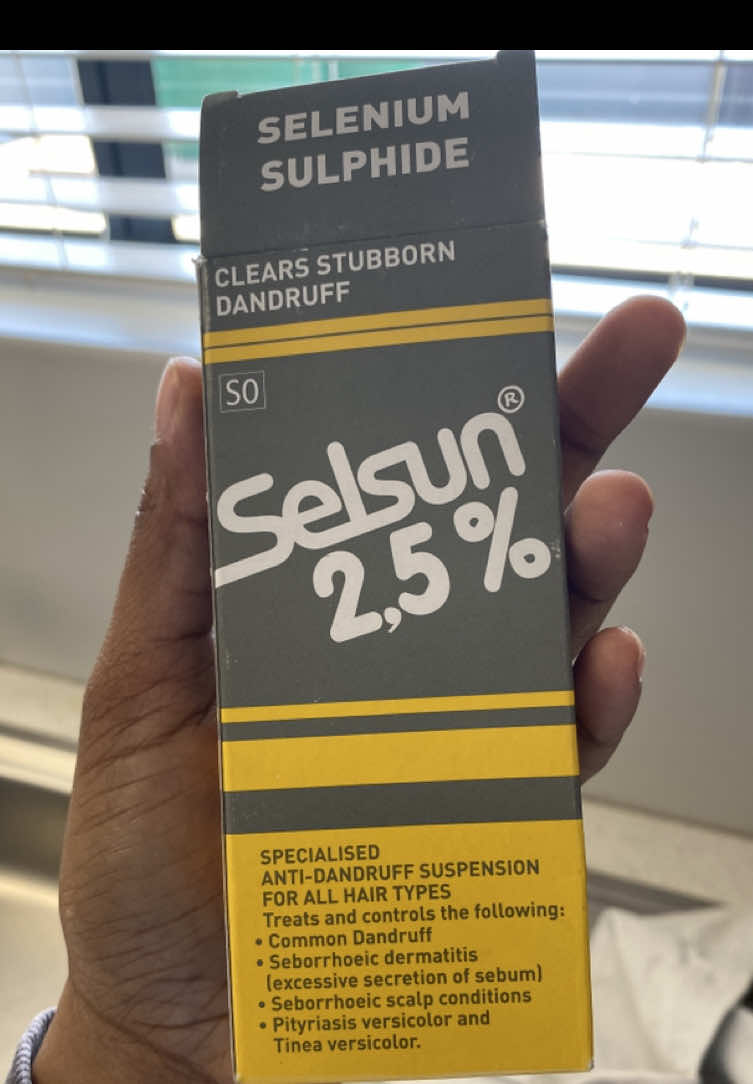 SELENIUM
SULPHIDE
CLEARS STUBBORN
DANDRUFF
S0
Selsun®
2,5%
SPECIALISED
ANTI-DANDRUFF SUSPENSION
FOR ALL HAIR TYPES
Treats and controls the following:
• Common Dandruff
• Seborrhoeic dermatitis
(excessive secretion of sebum)
• Seborrhoeic scalp conditions
• Pityriasis versicolor and
Tinea versicolor.